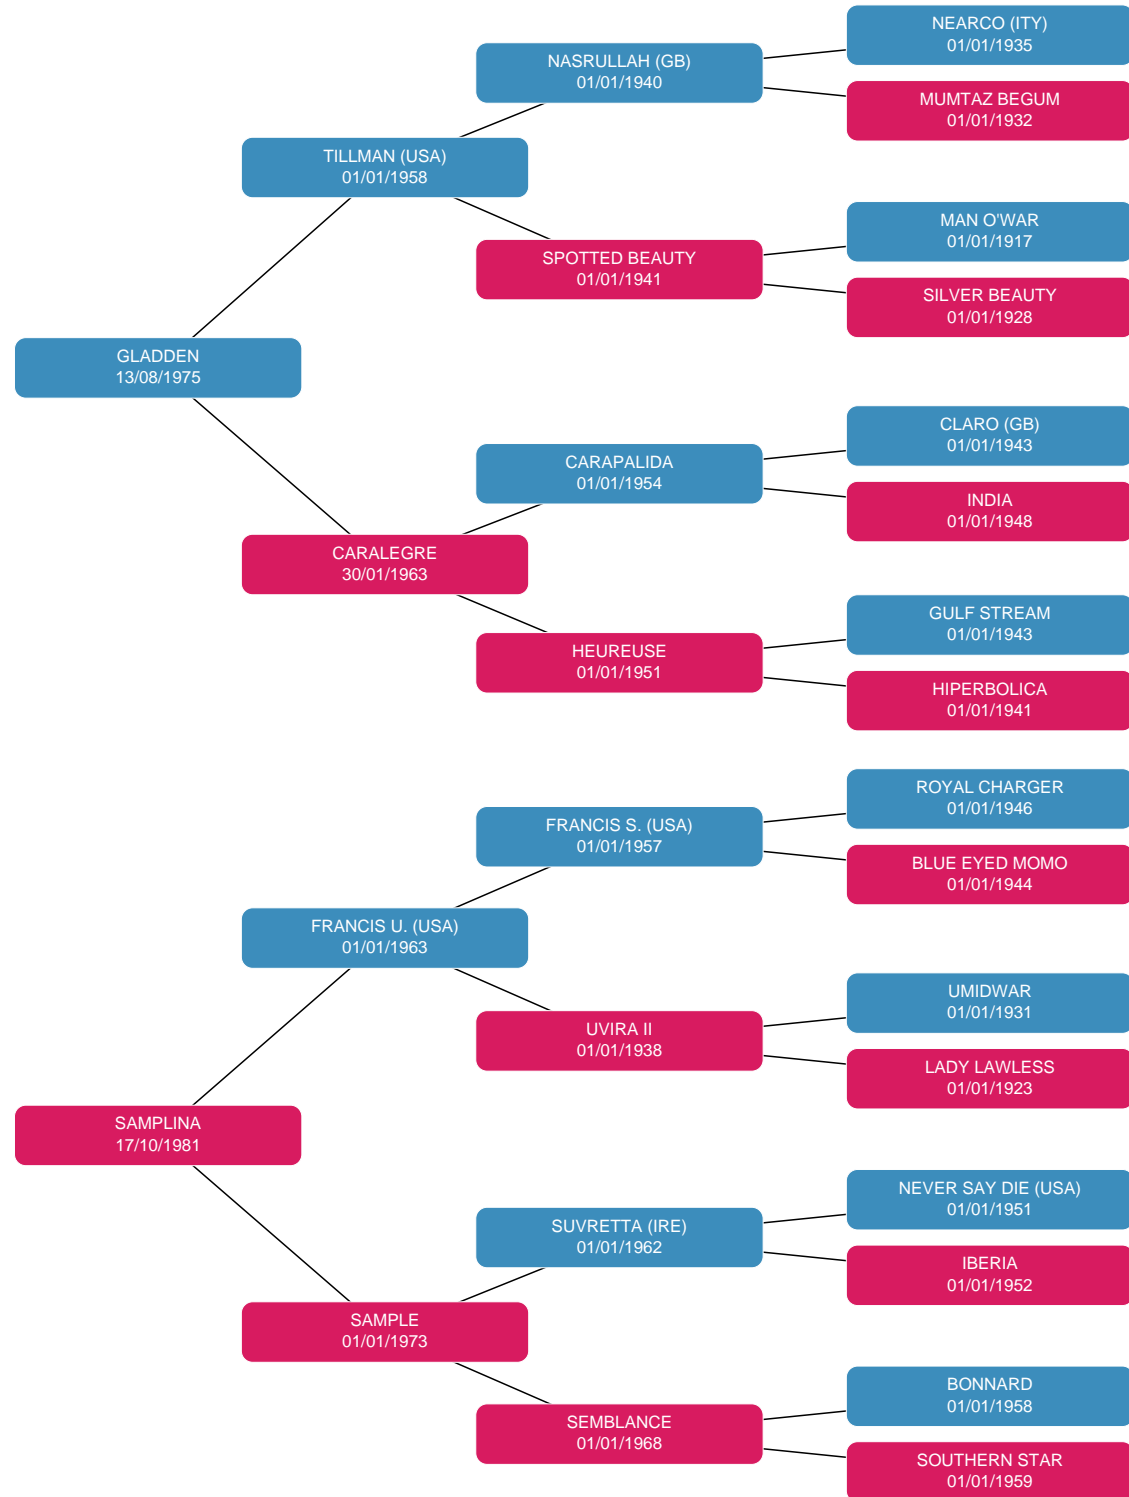 NEARCO (ITY)
01/01/1935
NASRULLAH (GB)
01/01/1940
MUMTAZ BEGUM
01/01/1932
TILLMAN (USA)
01/01/1958
MAN O'WAR
01/01/1917
SPOTTED BEAUTY
01/01/1941
SILVER BEAUTY
01/01/1928
GLADDEN
13/08/1975
CLARO (GB)
01/01/1943
CARAPALIDA
01/01/1954
INDIA
01/01/1948
CARALEGRE
30/01/1963
GULF STREAM
01/01/1943
HEUREUSE
01/01/1951
HIPERBOLICA
01/01/1941
ROYAL CHARGER
01/01/1946
FRANCIS S. (USA)
01/01/1957
BLUE EYED MOMO
01/01/1944
FRANCIS U. (USA)
01/01/1963
UMIDWAR
01/01/1931
UVIRA II
01/01/1938
LADY LAWLESS
01/01/1923
SAMPLINA
17/10/1981
NEVER SAY DIE (USA)
01/01/1951
SUVRETTA (IRE)
01/01/1962
IBERIA
01/01/1952
SAMPLE
01/01/1973
BONNARD
01/01/1958
SEMBLANCE
01/01/1968
SOUTHERN STAR
01/01/1959